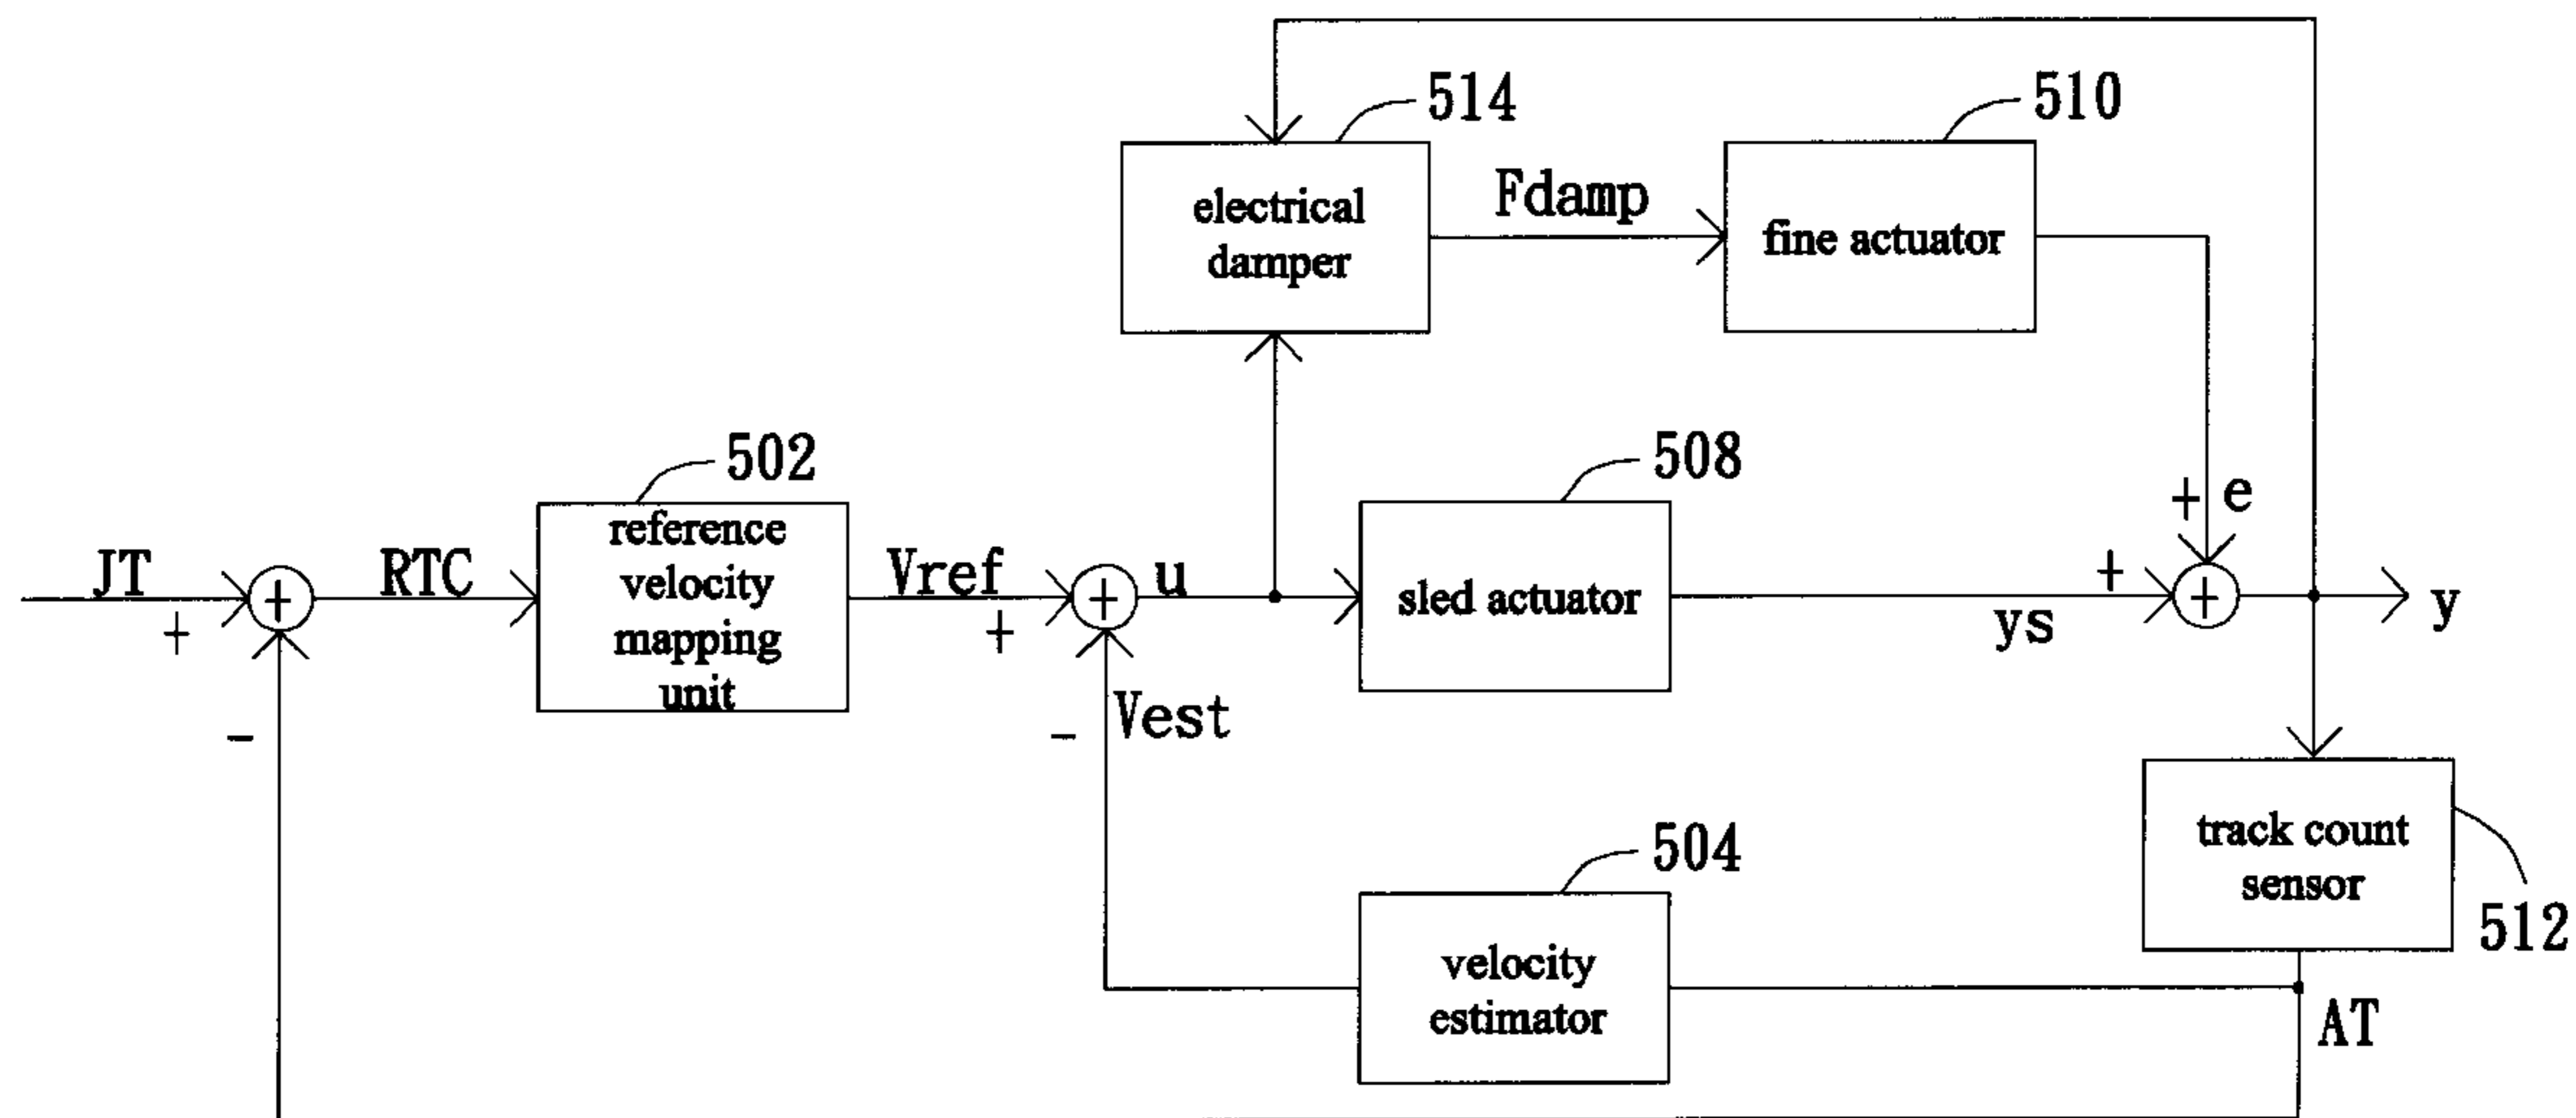 514
510
electrical
damper
Fdamp
fine actuator
502
508
+ e
JT
+
+
RTC
reference
velocity
mapping
unit
Vref
+
+
u
sled actuator
ys
+
+
y
-
-
Vest
504
track count
sensor
512
velocity
estimator
AT